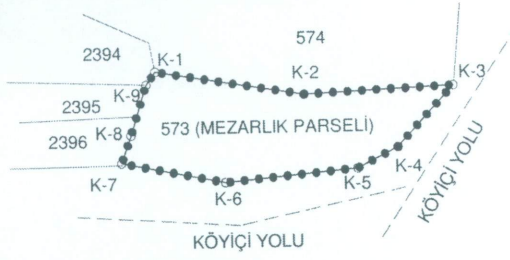 574
2394
K-1
K-2
K-3
K-9
2395
K-8
573 (MEZARLIK PARSELİ)
2396
K-4
K-7
K-5
K-6
KÖYİÇİ YOLU
KÖYİÇİ YOLU